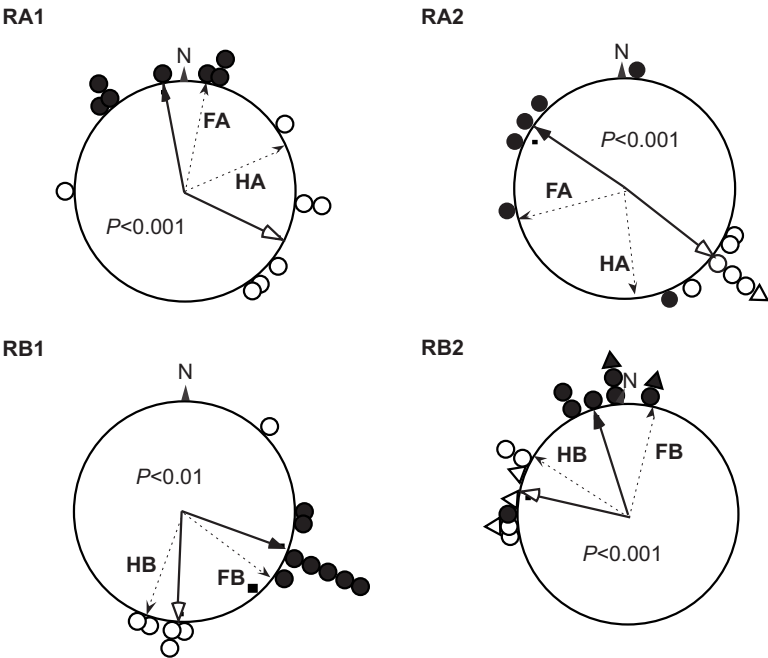 RA1
RA2
N
FA
HA
P<0.001
N
P<0.001
FA
HA
RB1
RB2
N
P<0.01
HB
FB
N
HB
FB
P<0.001